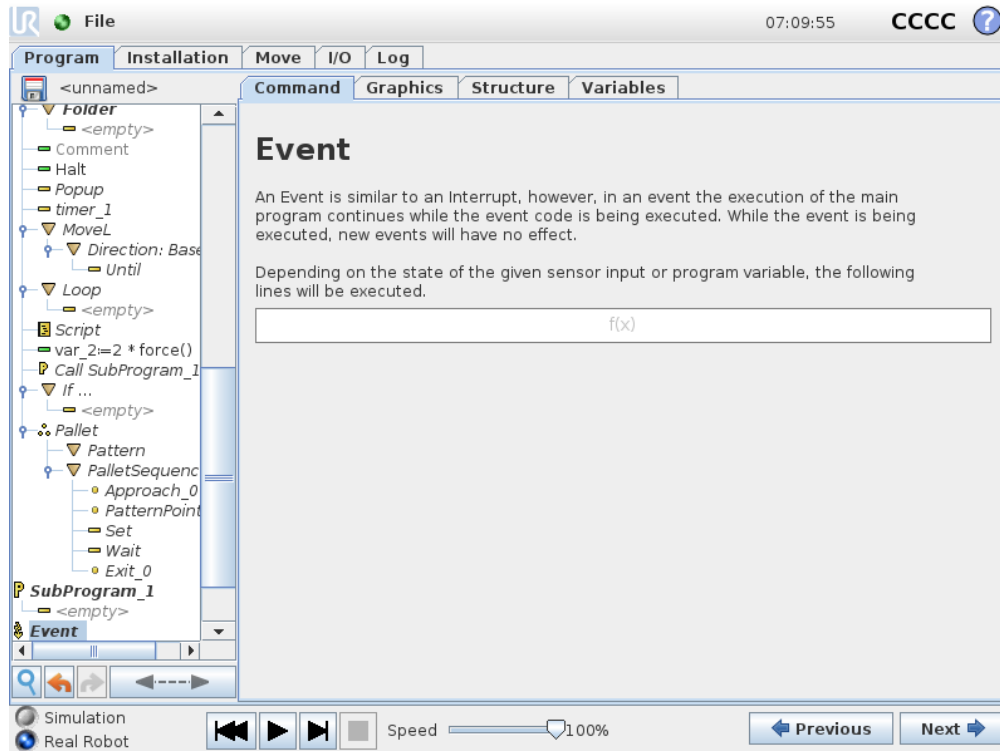 UR File 07:09:55 CCCC ?
Program Installation Move I/O Log
<unnamed>
Command Graphics Structure Variables
Folder
<empty>
Comment
Halt
Popup
timer_1
MoveL
Direction: Base
Until
Loop
<empty>
Script
var_2:=2 * force()
Call SubProgram_1
If ...
<empty>
Pallet
Pattern
PalletSequenc
Approach_0
PatternPoint
Set
Wait
Exit_0
P SubProgram_1
<empty>
Event
Event
An Event is similar to an Interrupt, however, in an event the execution of the main
program continues while the event code is being executed. While the event is being
executed, new events will have no effect.
Depending on the state of the given sensor input or program variable, the following
lines will be executed.
f(x)
Simulation
Real Robot
Speed 100%
Previous Next